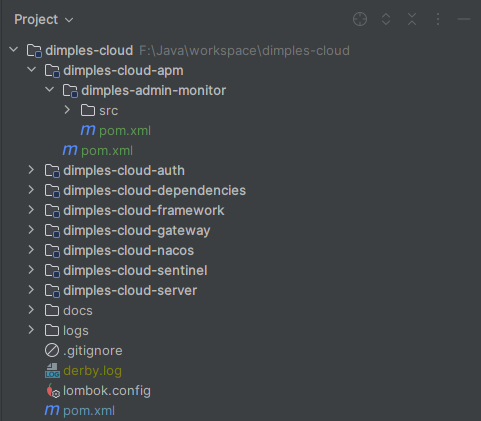 Project
dimples-cloud F:\Java\workspace\dimples-cloud
dimples-cloud-apm
dimples-admin-monitor
src
m pom.xml
m pom.xml
dimples-cloud-auth
dimples-cloud-dependencies
dimples-cloud-framework
dimples-cloud-gateway
dimples-cloud-nacos
dimples-cloud-sentinel
dimples-cloud-server
docs
logs
.gitignore
LOG derby.log
lombok.config
m pom.xml